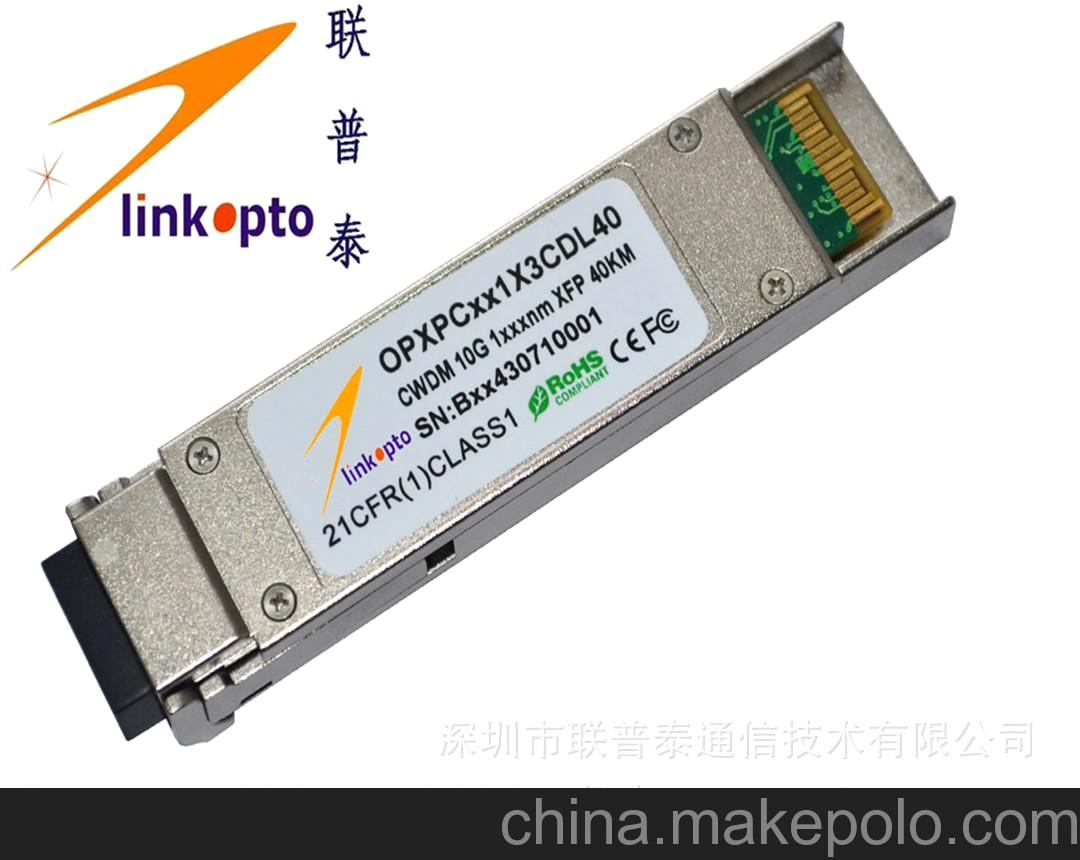 联普泰
linkopto
OPXPCxx1X3CDL40
CWDM 10G 1xxxnm XFP 40KM
SN:Bxx430710001
linkopto
RoHS
COMPLIANT
CE FC
21CFR(1)CLASS1
深圳市联普泰通信技术有限公司
china.makepolo.com